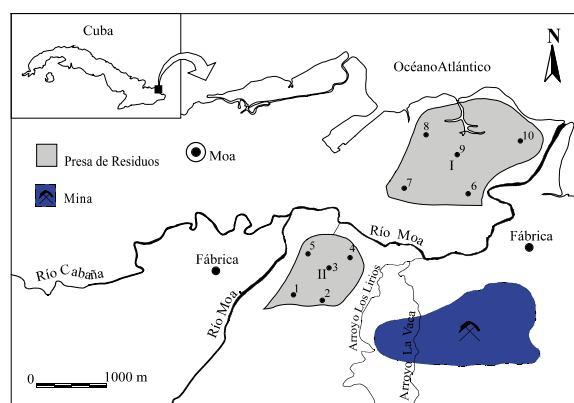 Cuba
N
OcéanoAtlántico
8
10
9
I
Presa de Residuos
Moa
7
6
Mina
Río Moa
Fábrica
5
4
Río Cabaña
Fábrica
II
3
1
2
Río Moa
Arroyo Los Lirios
Arroyo La Vaca
0
1000 m